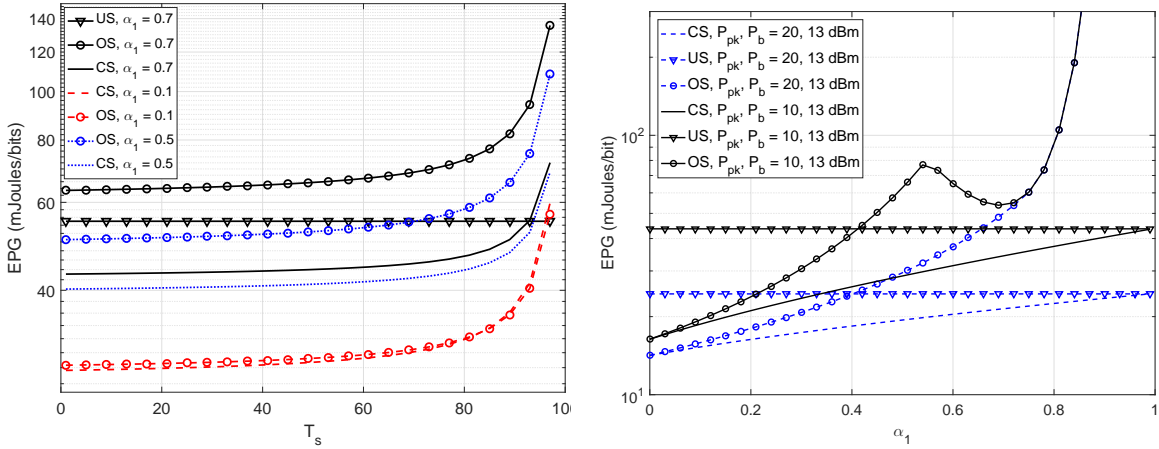 140
120
100
80
60
40
EPG (mJoules/bits)
US, α1 = 0.7
OS, α1 = 0.7
CS, α1 = 0.7
CS, α1 = 0.1
OS, α1 = 0.1
OS, α1 = 0.5
CS, α1 = 0.5
0 20 40 60 80 100
Ts
10^2
10^1
EPG (mJoules/bit)
CS, Ppk, Pb = 20, 13 dBm
US, Ppk, Pb = 20, 13 dBm
OS, Ppk, Pb = 20, 13 dBm
CS, Ppk, Pb = 10, 13 dBm
US, Ppk, Pb = 10, 13 dBm
OS, Ppk, Pb = 10, 13 dBm
0 0.2 0.4 0.6 0.8 1
α1